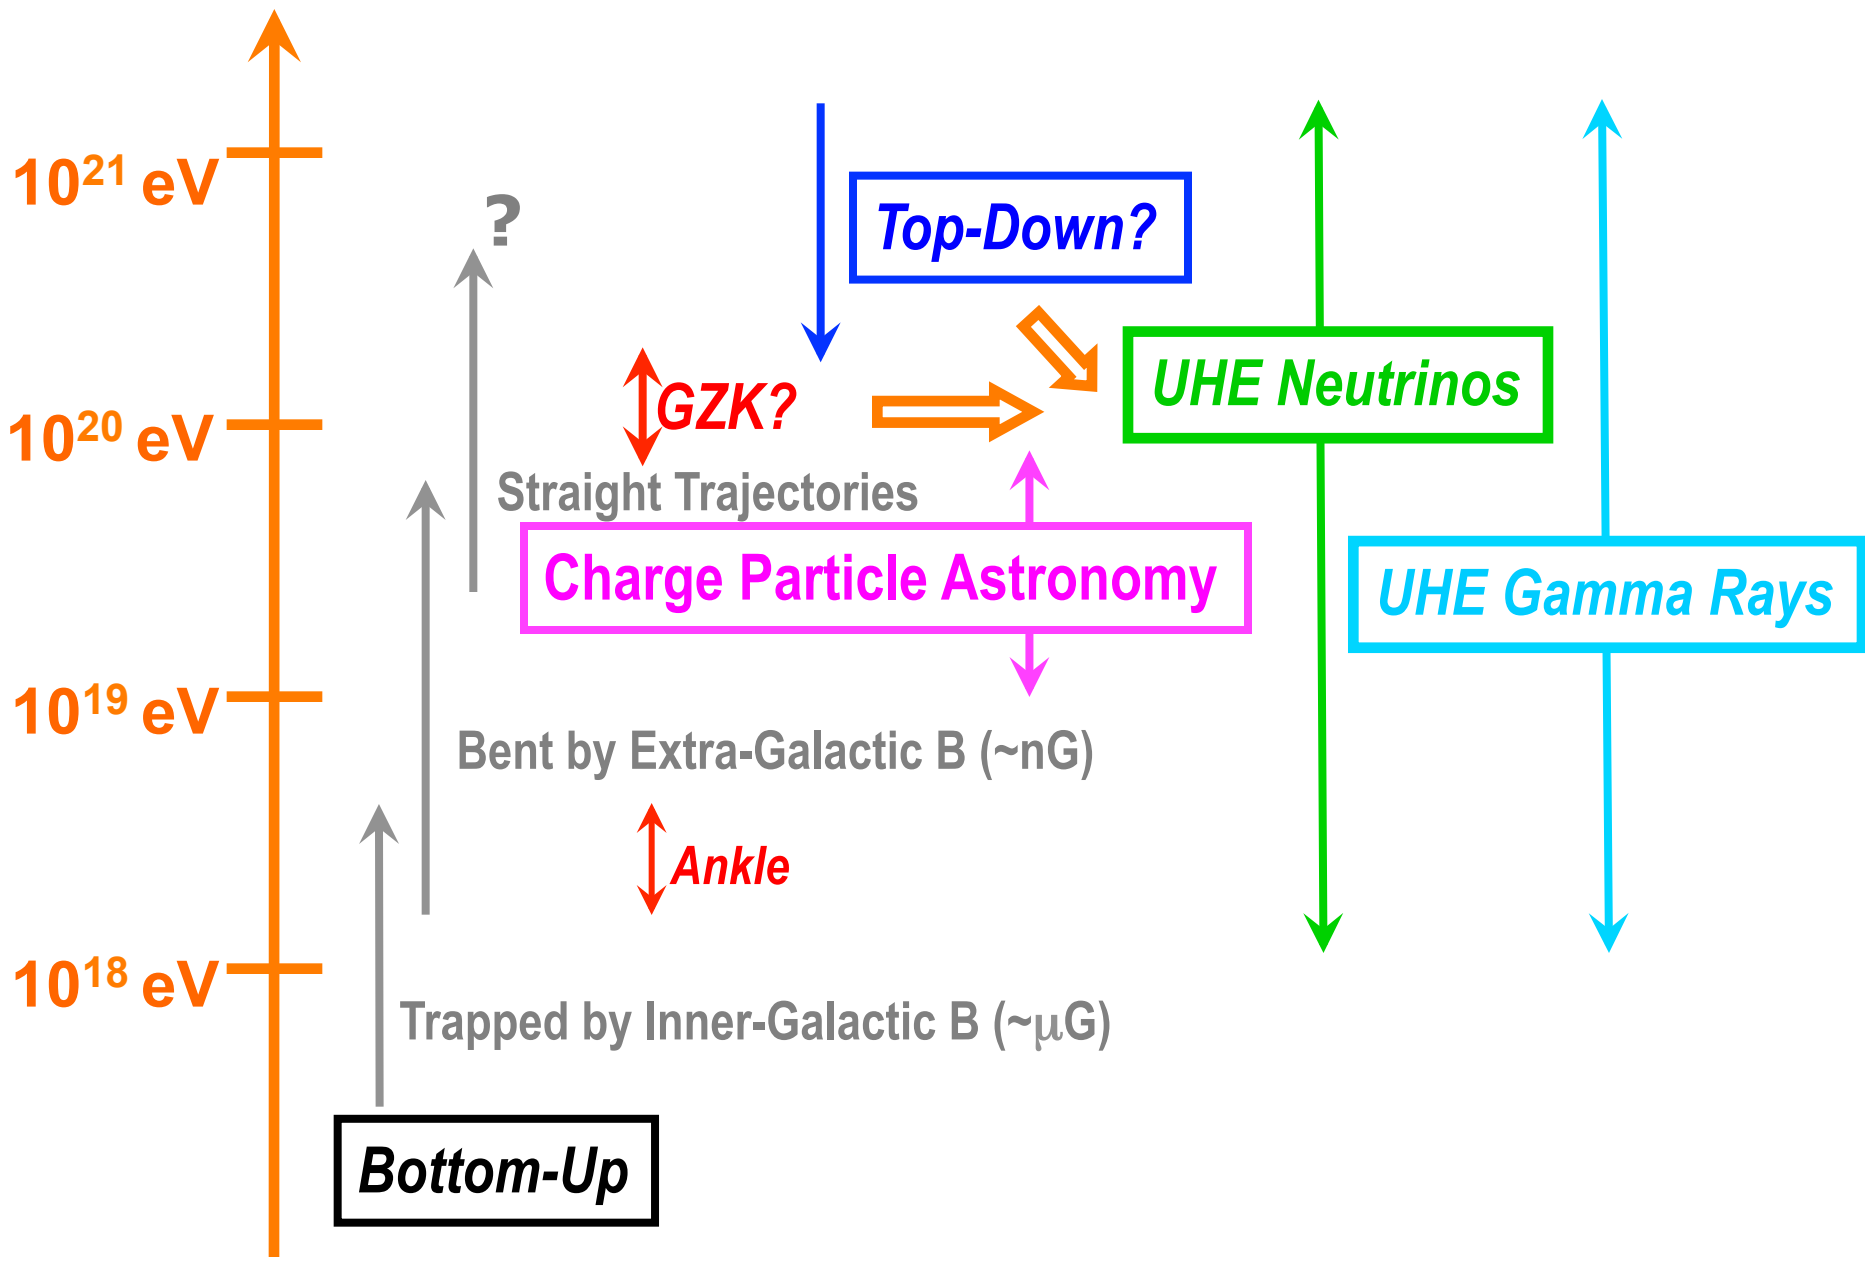 10²¹ eV
?
Top-Down?
UHE Neutrinos
GZK?
10²⁰ eV
Straight Trajectories
Charge Particle Astronomy
UHE Gamma Rays
10¹⁹ eV
Bent by Extra-Galactic B (~nG)
Ankle
10¹⁸ eV
Trapped by Inner-Galactic B (~μG)
Bottom-Up